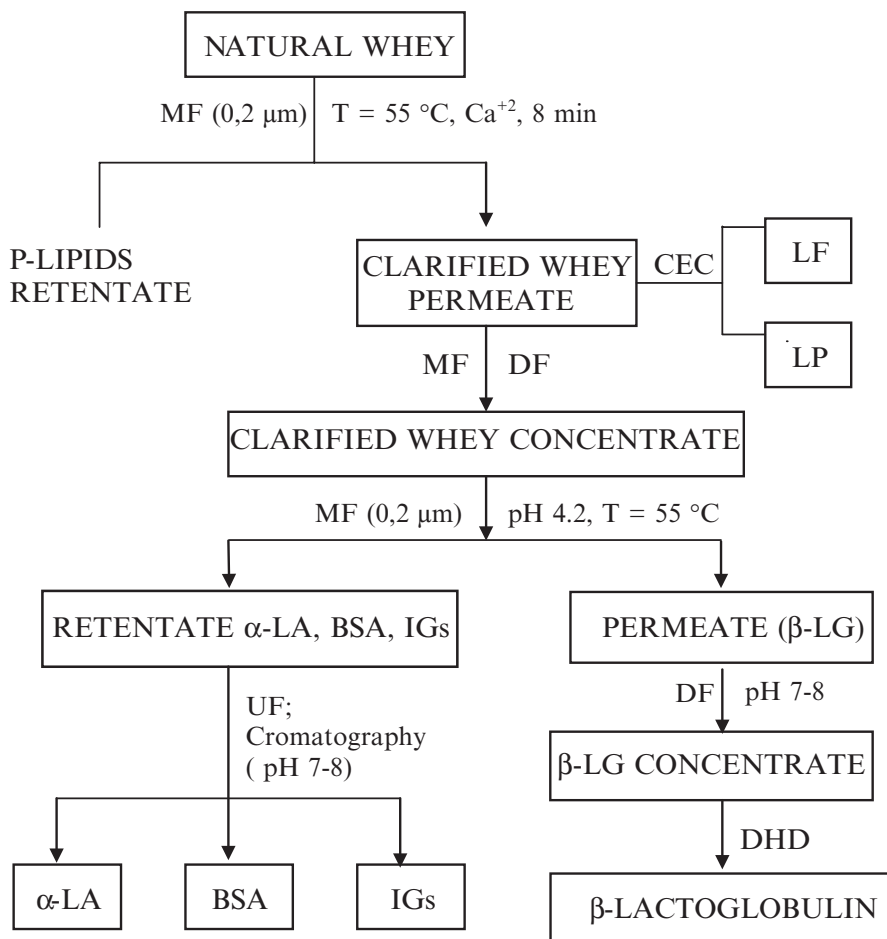 NATURAL WHEY
MF (0,2 μm) T = 55 °C, Ca⁺², 8 min
P-LIPIDS
RETENTATE
CLARIFIED WHEY
PERMEATE
CEC
LF
LP
MF DF
CLARIFIED WHEY CONCENTRATE
MF (0,2 μm) pH 4.2, T = 55 °C
RETENTATE α-LA, BSA, IGs
PERMEATE (β-LG)
UF;
Cromatography
( pH 7-8)
DF pH 7-8
β-LG CONCENTRATE
DHD
α-LA
BSA
IGs
β-LACTOGLOBULIN